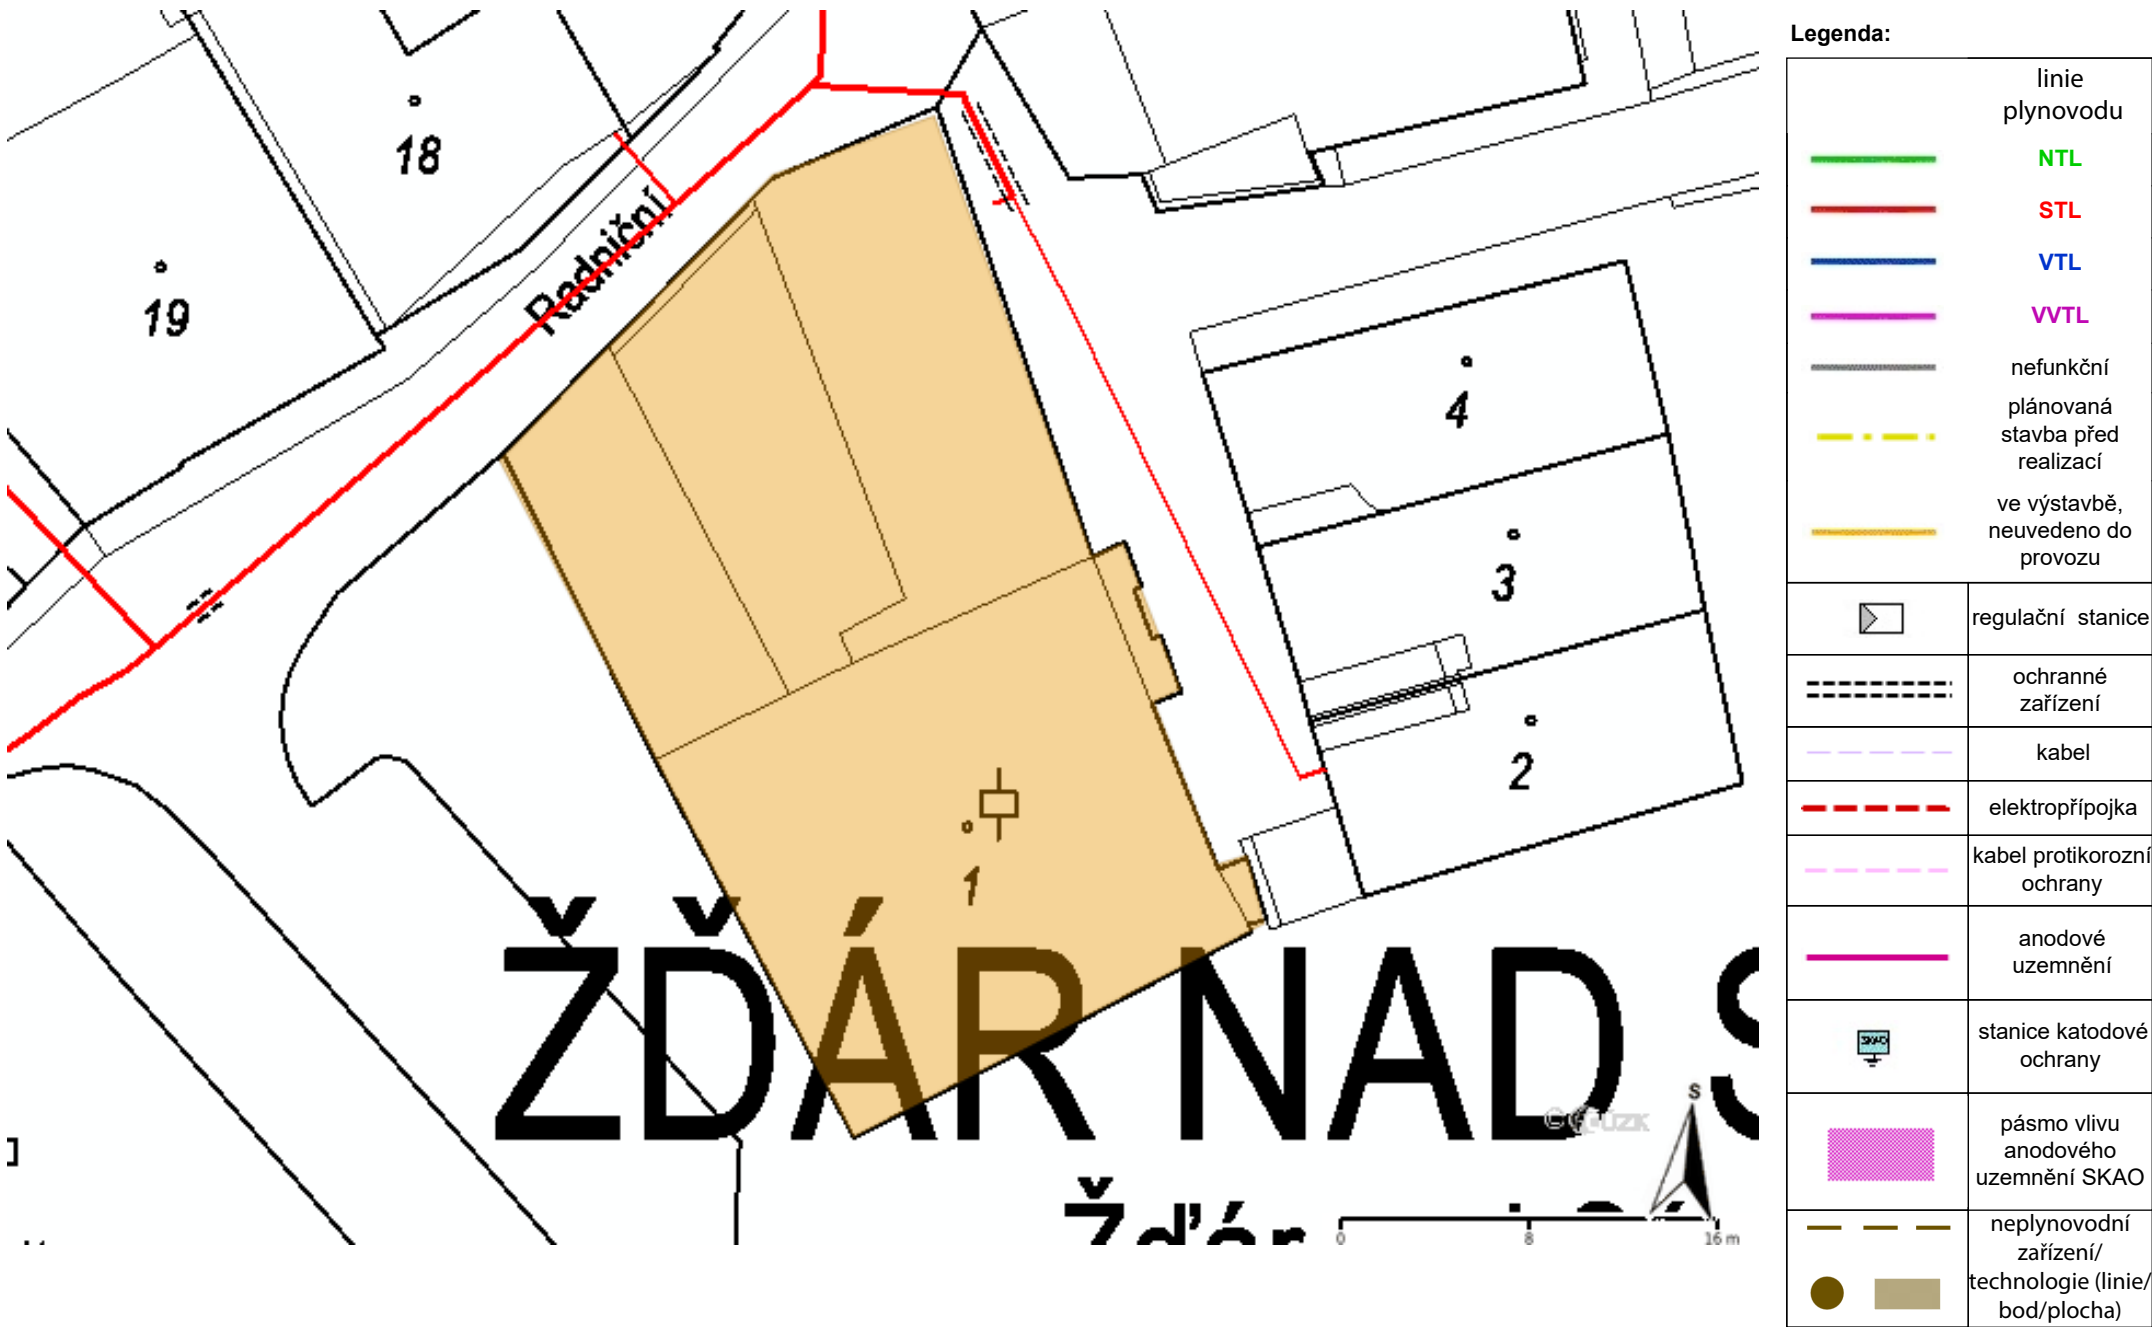 18
19
Radniční
4
3
2
1
ŽĎÁR NAD S
S
0 8 16 m
Legenda:
linie
plynovodu
NTL
STL
VTL
VVTL
nefunkční
plánovaná
stavba před
realizací
ve výstavbě,
neuvedeno do
provozu
regulační stanice
ochranné
zařízení
kabel
elektropřípojka
kabel protikorozní
ochrany
anodové
uzemnění
SKAO
stanice katodové
ochrany
pásmo vlivu
anodového
uzemnění SKAO
neplynovodní
zařízení/
technologie (linie/
bod/plocha)